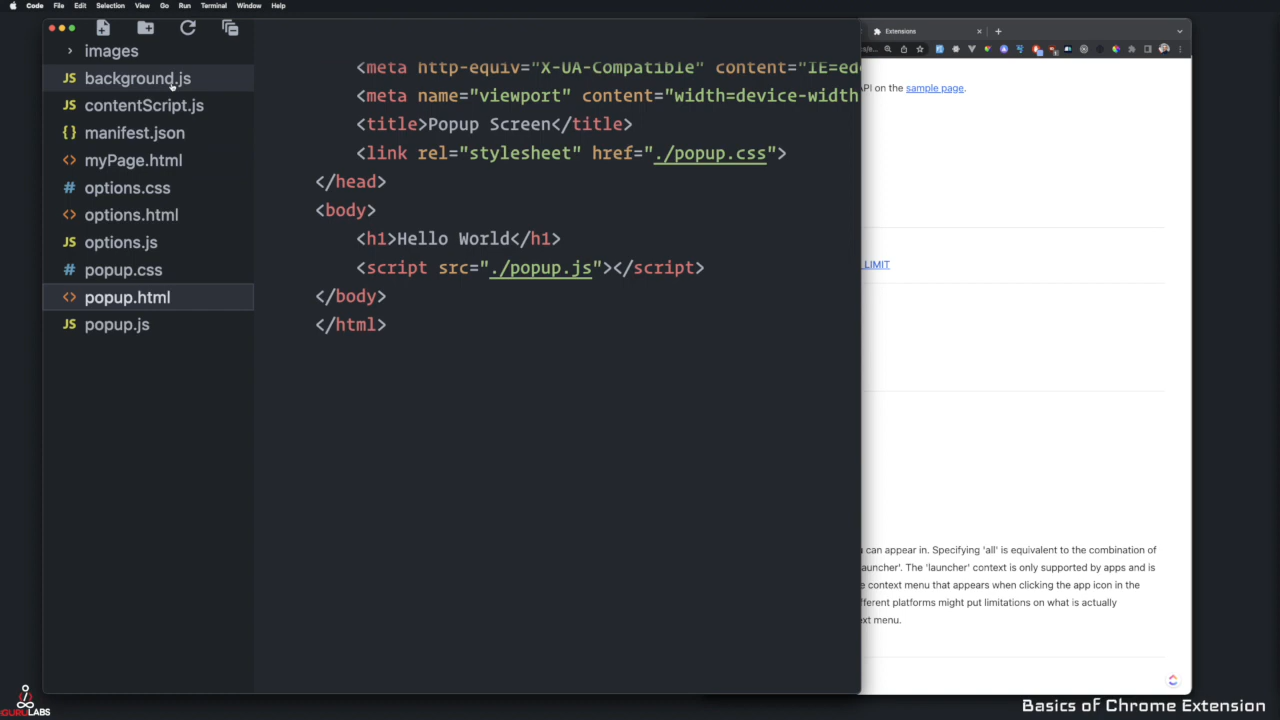 Code File Edit Selection View Go Run Terminal Window Help
images
background.js
contentScript.js
manifest.json
myPage.html
options.css
options.html
options.js
popup.css
popup.html
popup.js
<meta http-equiv="X-UA-Compatible" content="IE=ed
<meta name="viewport" content="width=device-width
<title>Popup Screen</title>
<link rel="stylesheet" href="./popup.css">
</head>
<body>
<h1>Hello World</h1>
<script src="./popup.js"></script>
</body>
</html>
Extensions
API on the sample page.
LIMIT
can appear in. Specifying 'all' is equivalent to the combination of
auncher'. The 'launcher' context is only supported by apps and is
e context menu that appears when clicking the app icon in the
fferent platforms might put limitations on what is actually
ext menu.
GURULABS
Basics of Chrome Extension